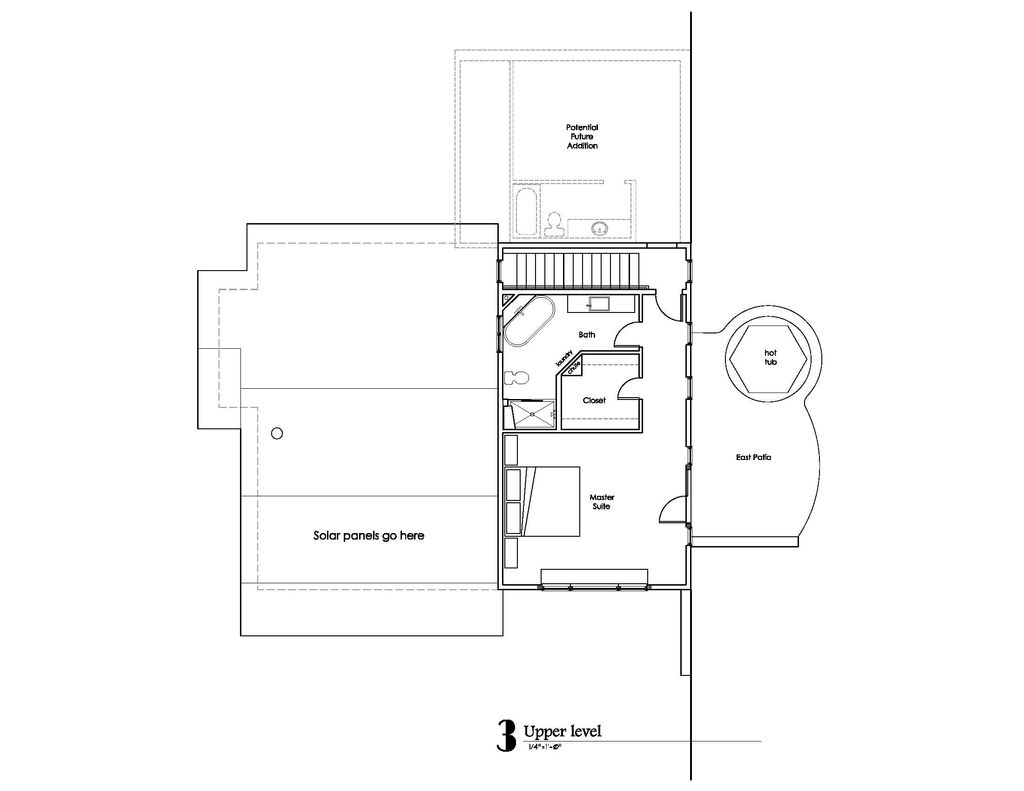 Potential
Future
Addition
hot
tub
Bath
laundry
chute
Closet
East Patio
Master
Suite
Solar panels go here
3 Upper level
1/4"=1'-0"